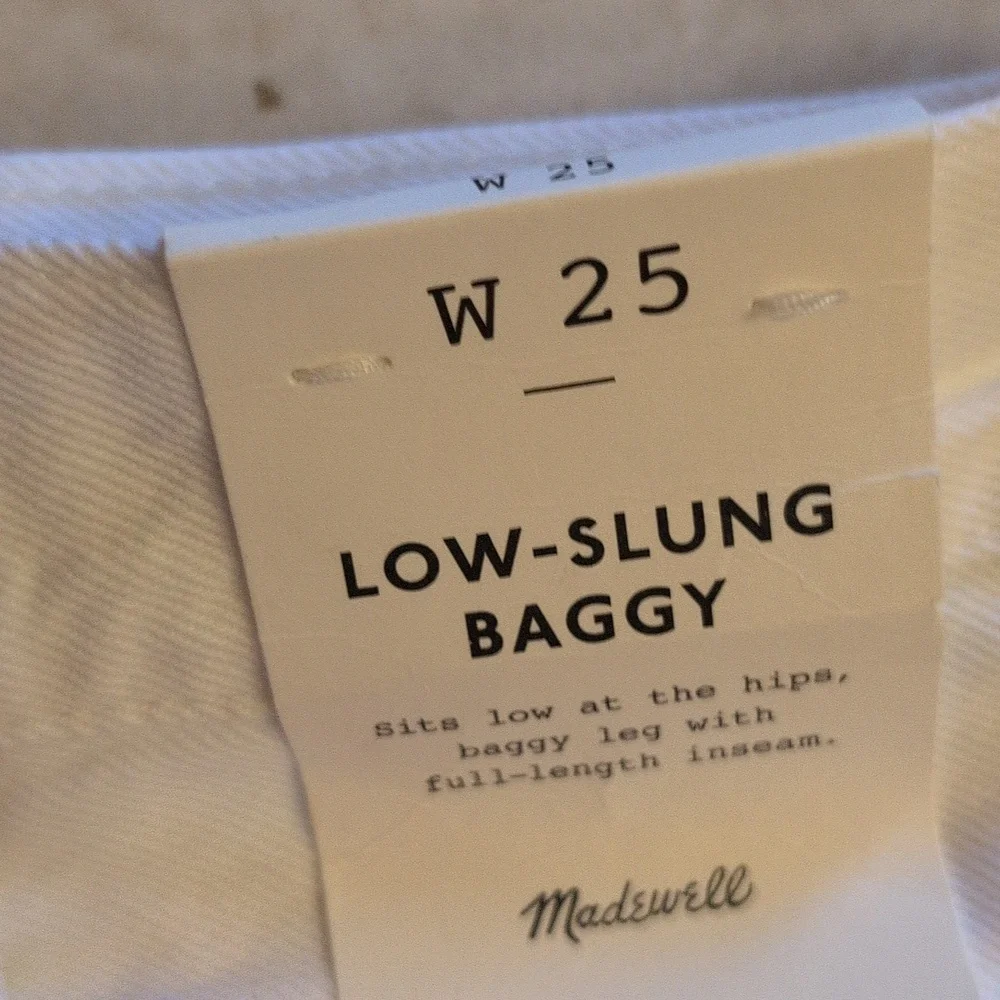 W 25
W 25
LOW-SLUNG
BAGGY
Sits low at the hips,
baggy leg with
full-length inseam.
Madewell